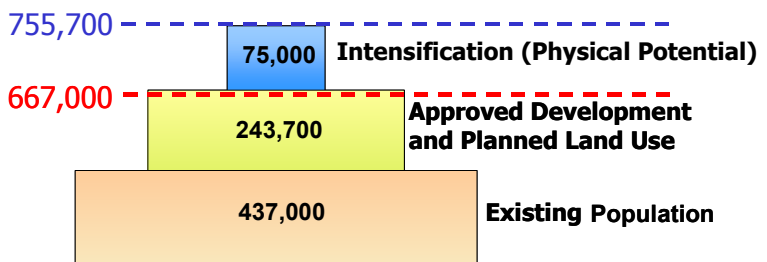 755,700
75,000
Intensification (Physical Potential)
667,000
243,700
Approved Development
and Planned Land Use
437,000
Existing Population